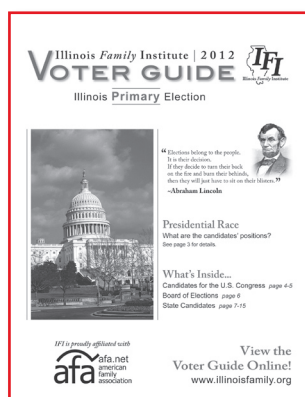 Illinois Family Institute | 2012
VOTER GUIDE
IFI
Illinois Family Institute
Illinois Primary Election
“Elections belong to the people.
It is their decision.
If they decide to turn their back
on the fire and burn their behinds,
then they will just have to sit on their blisters.”
–Abraham Lincoln
Presidential Race
What are the candidates' positions?
See page 3 for details.
What's Inside...
Candidates for the U.S. Congress page 4-5
Board of Elections page 6
State Candidates page 7-15
IFI is proudly affiliated with
afa
afa.net
american
family
association
View the
Voter Guide Online!
www.illinoisfamily.org